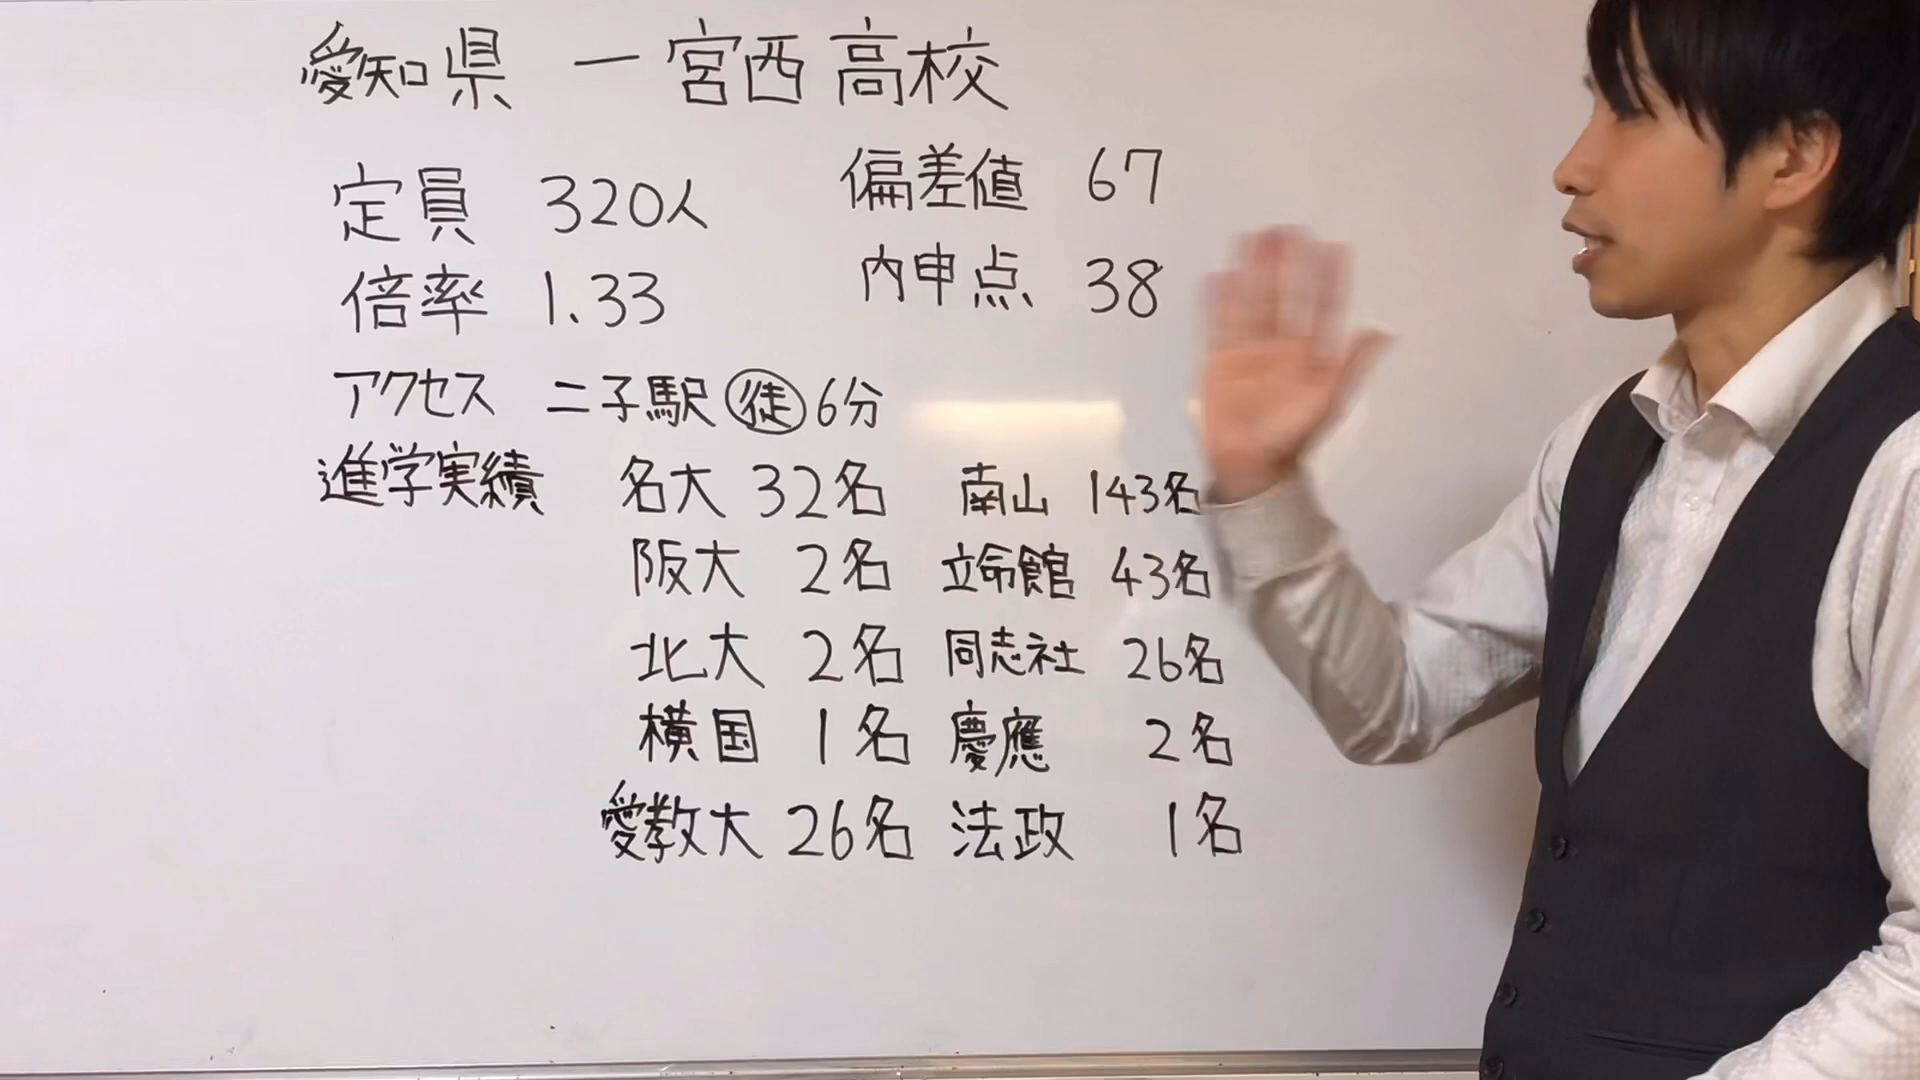 愛知県 一宮西高校
定員 320人 偏差値 67
倍率 1.33 内申点 38
アクセス 二子駅 徒 6分
進学実績 名大 32名 南山 143名
阪大 2名 立命館 43名
北大 2名 同志社 26名
横国 1名 慶應 2名
愛教大 26名 法政 1名